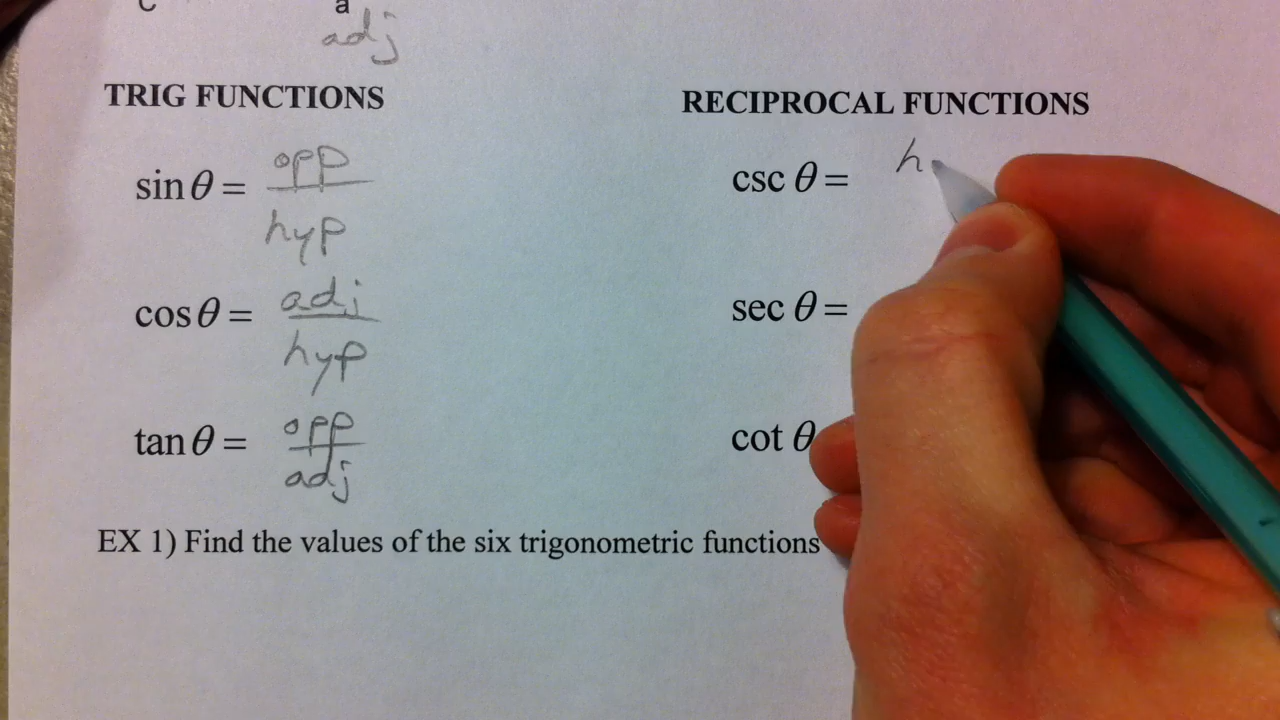 C a
adj
TRIG FUNCTIONS RECIPROCAL FUNCTIONS
sin θ = opp / hyp
csc θ = h
cos θ = adj / hyp
sec θ =
tan θ = opp / adj
cot θ
EX 1) Find the values of the six trigonometric functions